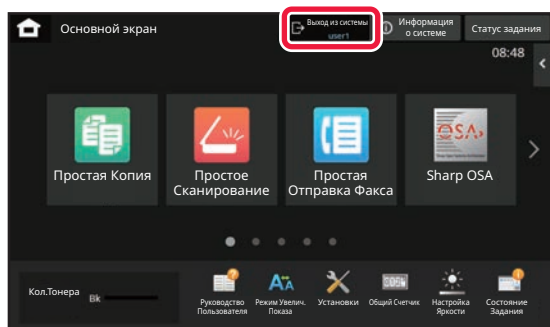 Основной экран
Выход из системы
user1
Информация
о системе
Статус задания
08:48
Простая Копия
Простое
Сканирование
Простая
Отправка Факса
OSA
Sharp OSA
Кол.Тонера
Bk
Руководство
Пользователя
Режим Увелич.
Показа
Установки
Общий Счетчик
Настройка
Яркости
Состояние
Задания